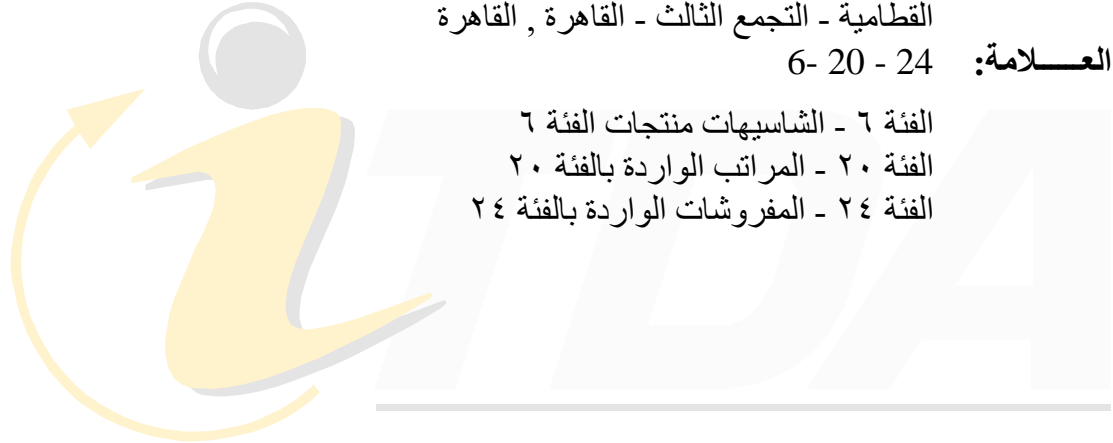 القطامية - التجمع الثالث - القاهرة , القاهرة
العـــــلامة: 24 - 20 -6
الفئة ٦ - الشاسيهات منتجات الفئة ٦
الفئة ٢٠ - المراتب الواردة بالفئة ٢٠
الفئة ٢٤ - المفروشات الواردة بالفئة ٢٤
iTDA